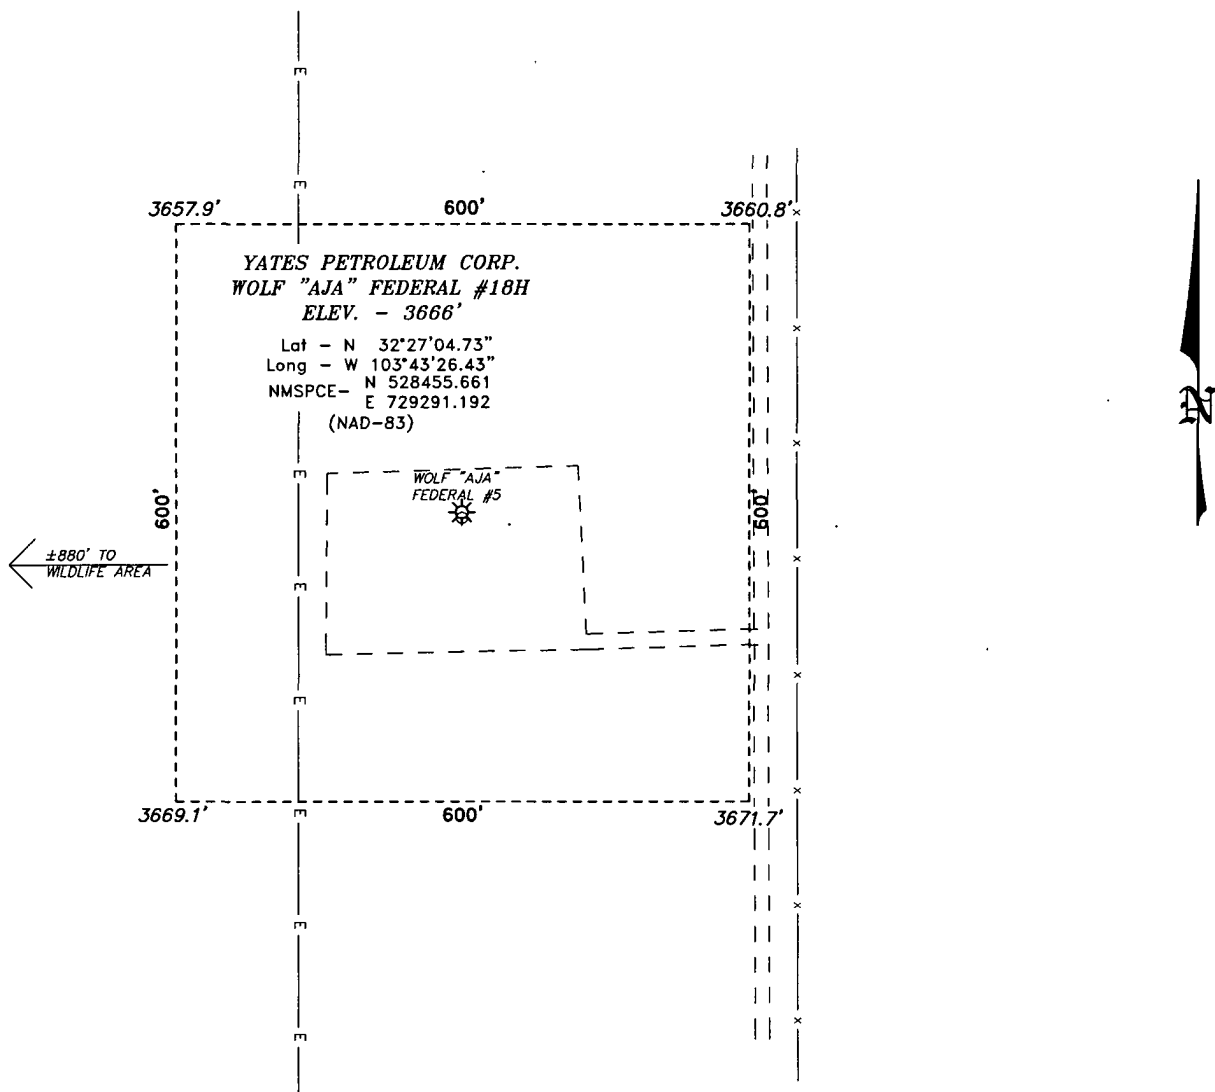 3657.9'
600'
3660.8'
YATES PETROLEUM CORP.
WOLF "AJA" FEDERAL #18H
ELEV. - 3666'
Lat - N 32°27'04.73"
Long - W 103°43'26.43"
NMSPCE- N 528455.661
E 729291.192
(NAD-83)
WOLF "AJA"
FEDERAL #5
600'
600'
±880' TO
WILDLIFE AREA
3669.1'
600'
3671.7'
E
E
E
E
E
E
E
E
E
x
x
x
x
x
x
x
x
N